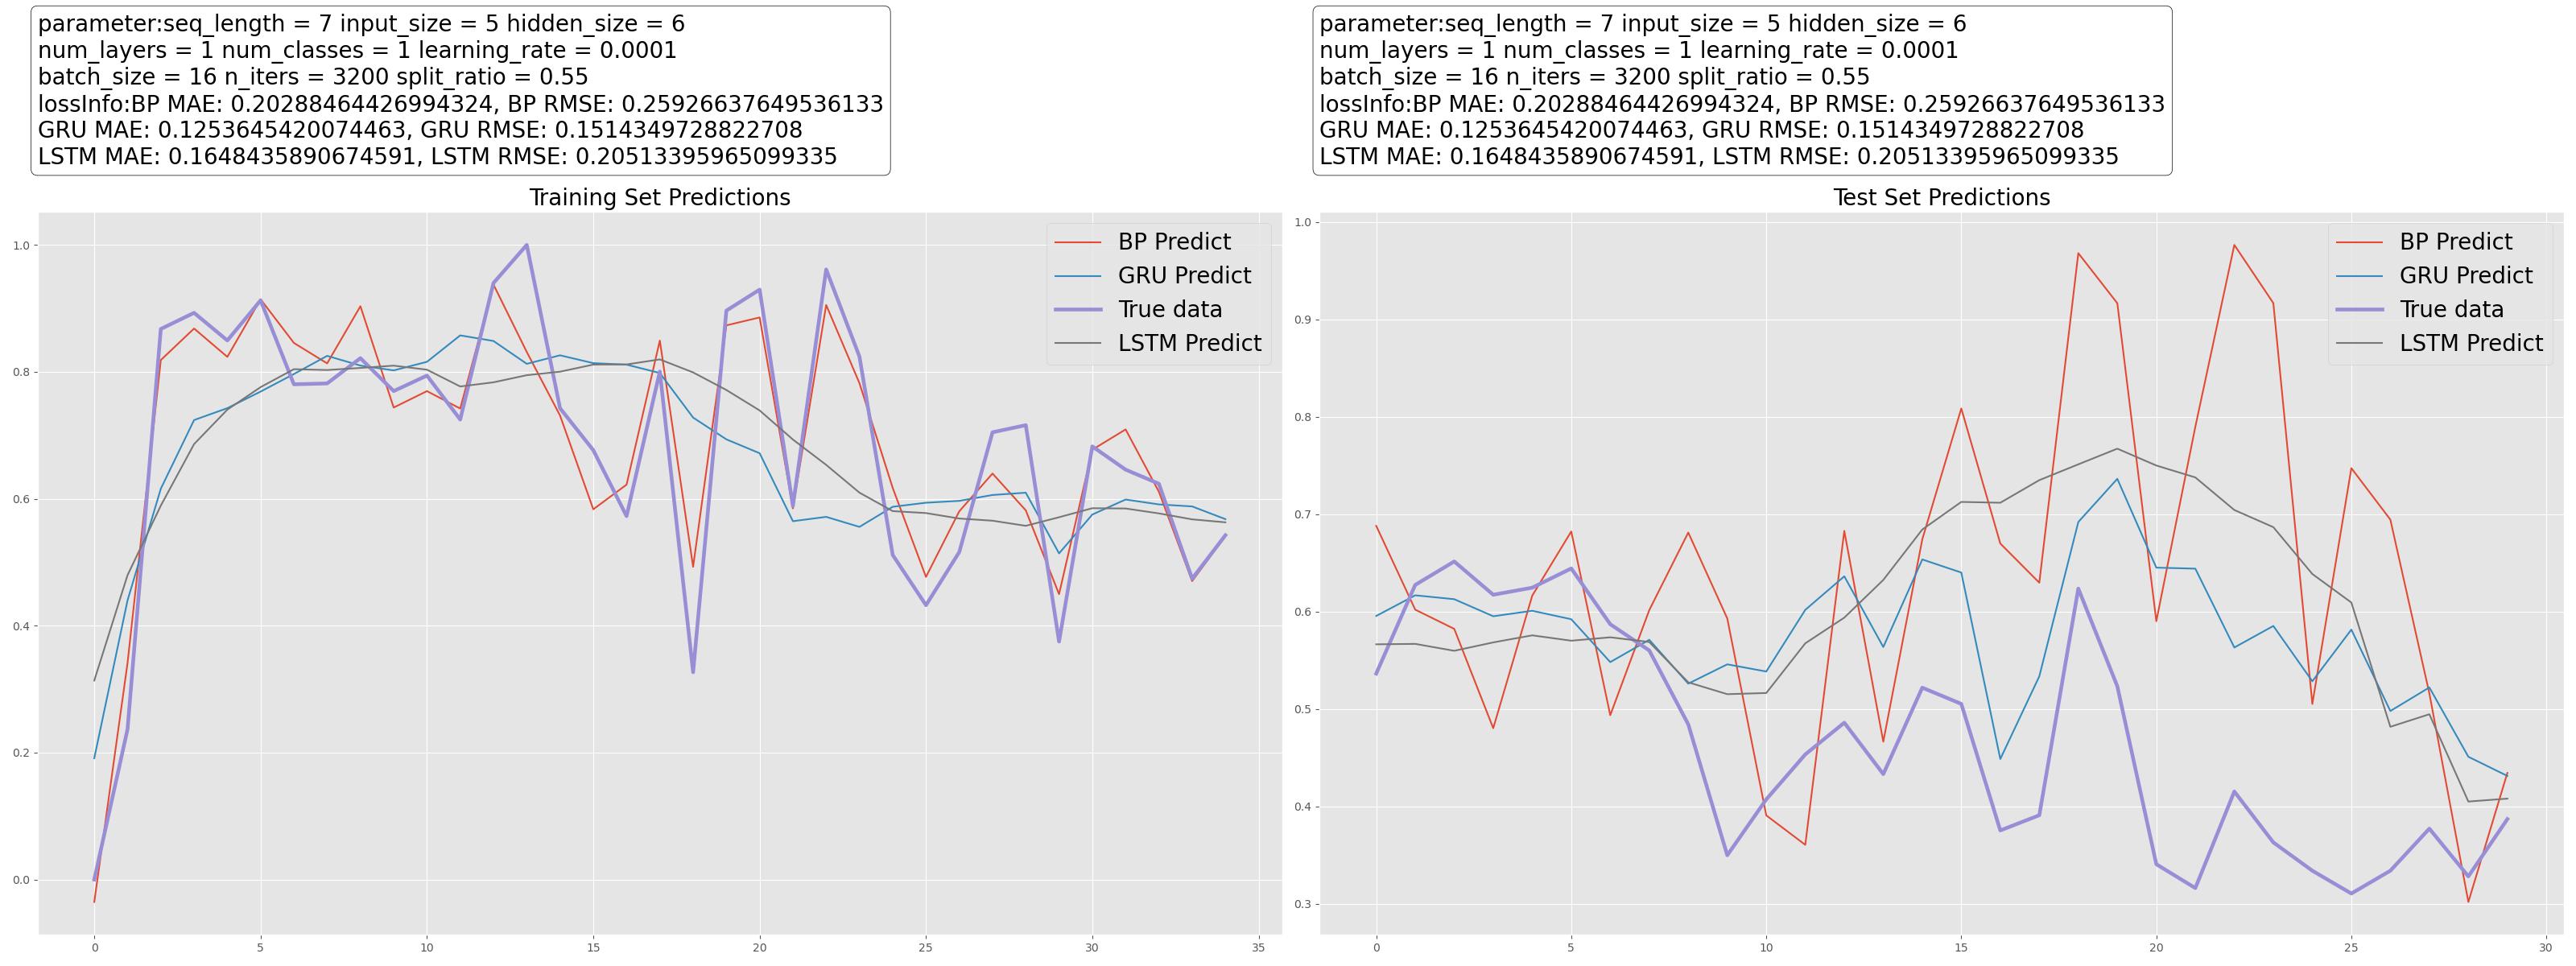 parameter:seq_length = 7 input_size = 5 hidden_size = 6
num_layers = 1 num_classes = 1 learning_rate = 0.0001
batch_size = 16 n_iters = 3200 split_ratio = 0.55
lossInfo:BP MAE: 0.20288464426994324, BP RMSE: 0.25926637649536133
GRU MAE: 0.1253645420074463, GRU RMSE: 0.1514349728822708
LSTM MAE: 0.1648435890674591, LSTM RMSE: 0.20513395965099335
Training Set Predictions
BP Predict
GRU Predict
True data
LSTM Predict
1.0
0.8
0.6
0.4
0.2
0.0
0 5 10 15 20 25 30 35
parameter:seq_length = 7 input_size = 5 hidden_size = 6
num_layers = 1 num_classes = 1 learning_rate = 0.0001
batch_size = 16 n_iters = 3200 split_ratio = 0.55
lossInfo:BP MAE: 0.20288464426994324, BP RMSE: 0.25926637649536133
GRU MAE: 0.1253645420074463, GRU RMSE: 0.1514349728822708
LSTM MAE: 0.1648435890674591, LSTM RMSE: 0.20513395965099335
Test Set Predictions
BP Predict
GRU Predict
True data
LSTM Predict
1.0
0.9
0.8
0.7
0.6
0.5
0.4
0.3
0 5 10 15 20 25 30